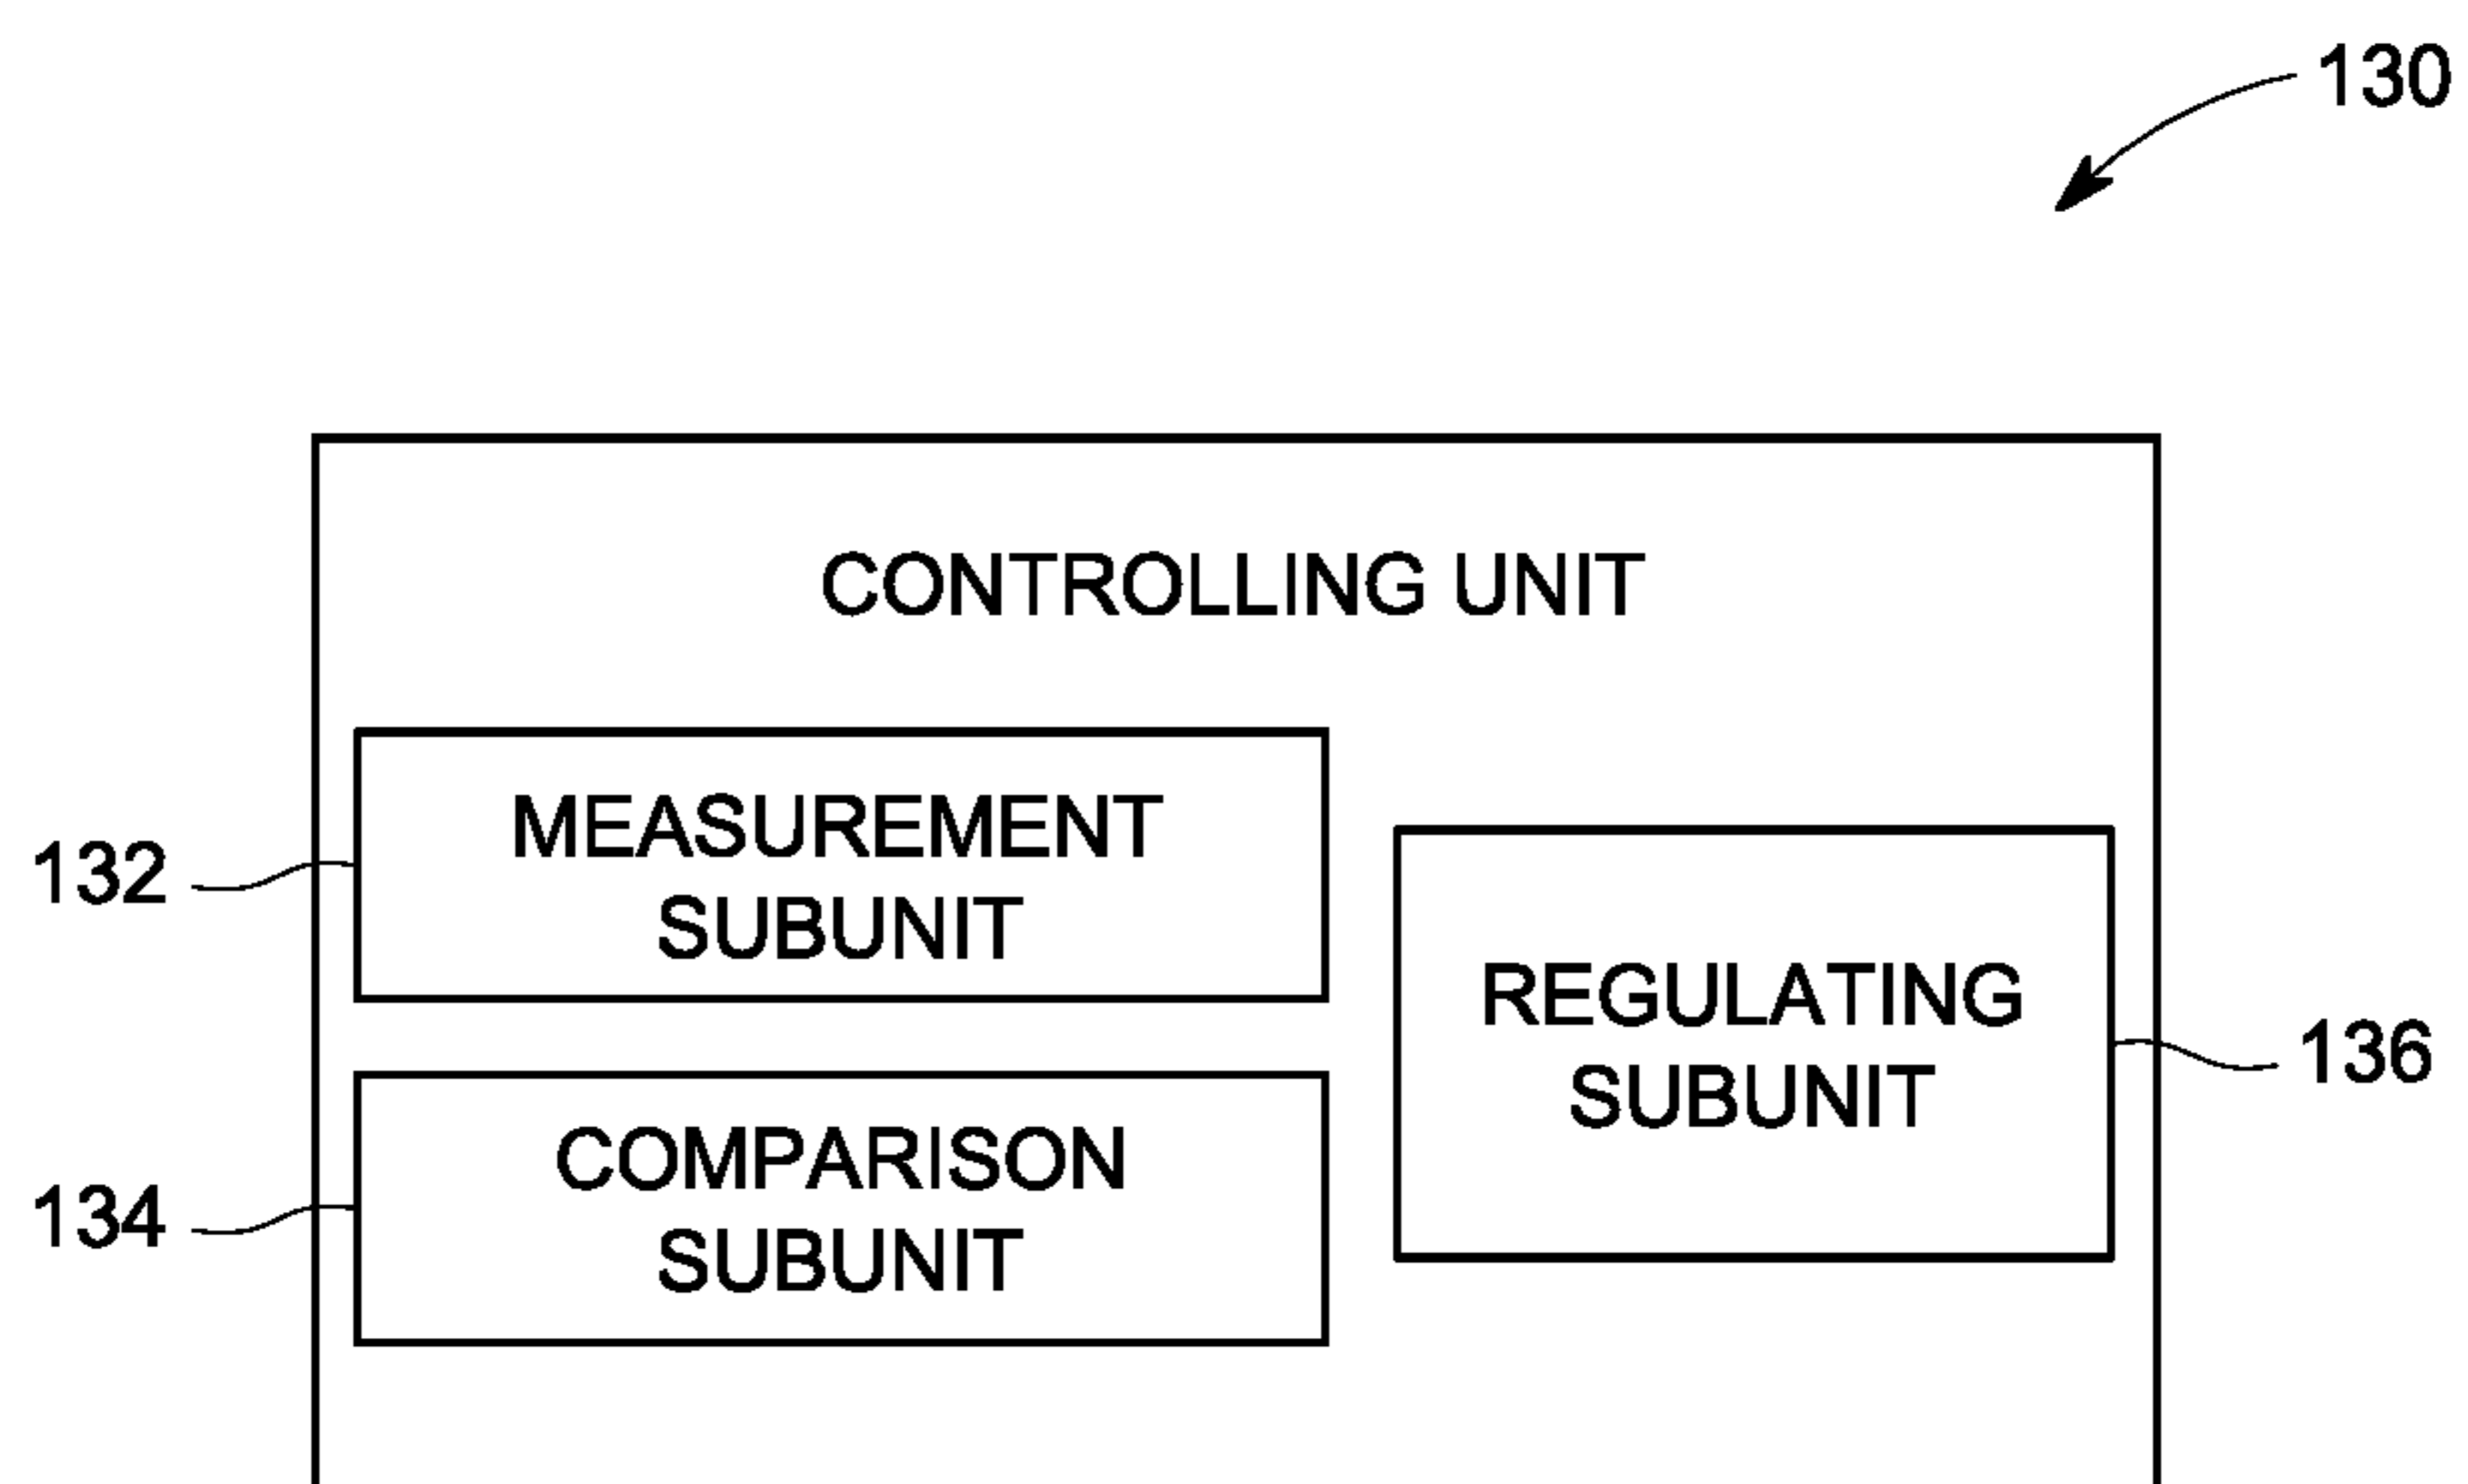 130
CONTROLLING UNIT
132
MEASUREMENT
SUBUNIT
134
COMPARISON
SUBUNIT
REGULATING
SUBUNIT
136